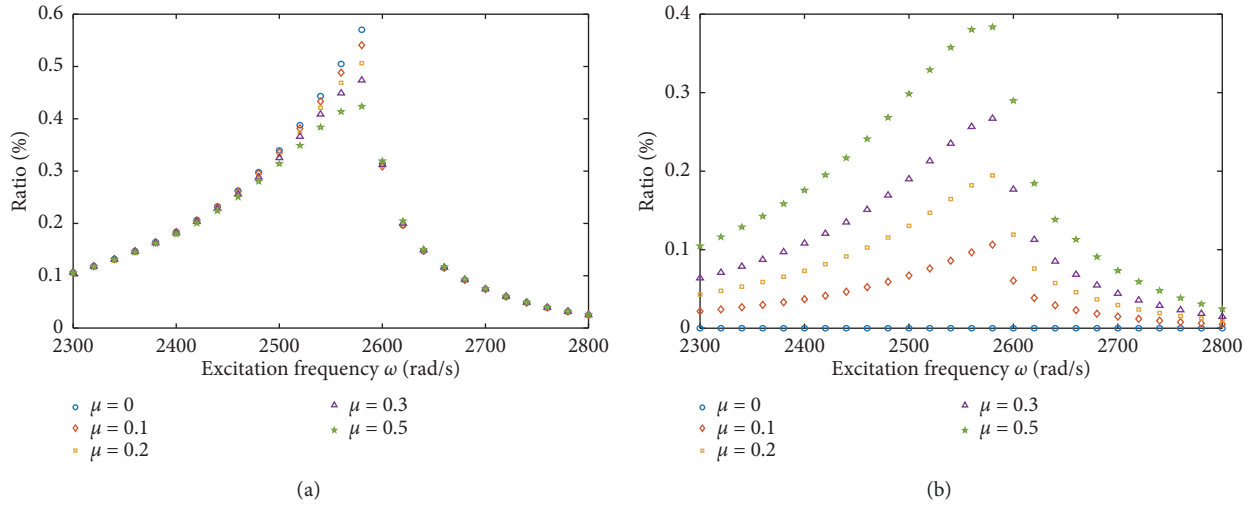 0.6
0.5
0.4
0.3
0.2
0.1
0
Ratio (%)
2300 2400 2500 2600 2700 2800
Excitation frequency ω (rad/s)
μ = 0
μ = 0.1
μ = 0.2
μ = 0.3
μ = 0.5
(a)
0.4
0.3
0.2
0.1
0
Ratio (%)
2300 2400 2500 2600 2700 2800
Excitation frequency ω (rad/s)
μ = 0
μ = 0.1
μ = 0.2
μ = 0.3
μ = 0.5
(b)